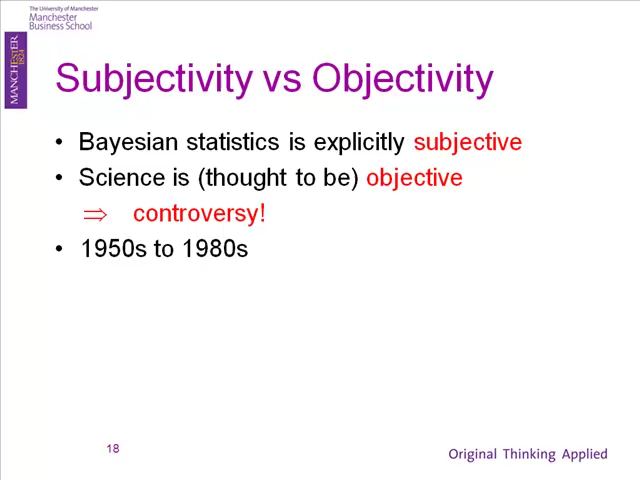 The University of Manchester
Manchester
Business School
MANCHESTER
1824
Subjectivity vs Objectivity
• Bayesian statistics is explicitly subjective
• Science is (thought to be) objective
⇒ controversy!
• 1950s to 1980s
18
Original Thinking Applied